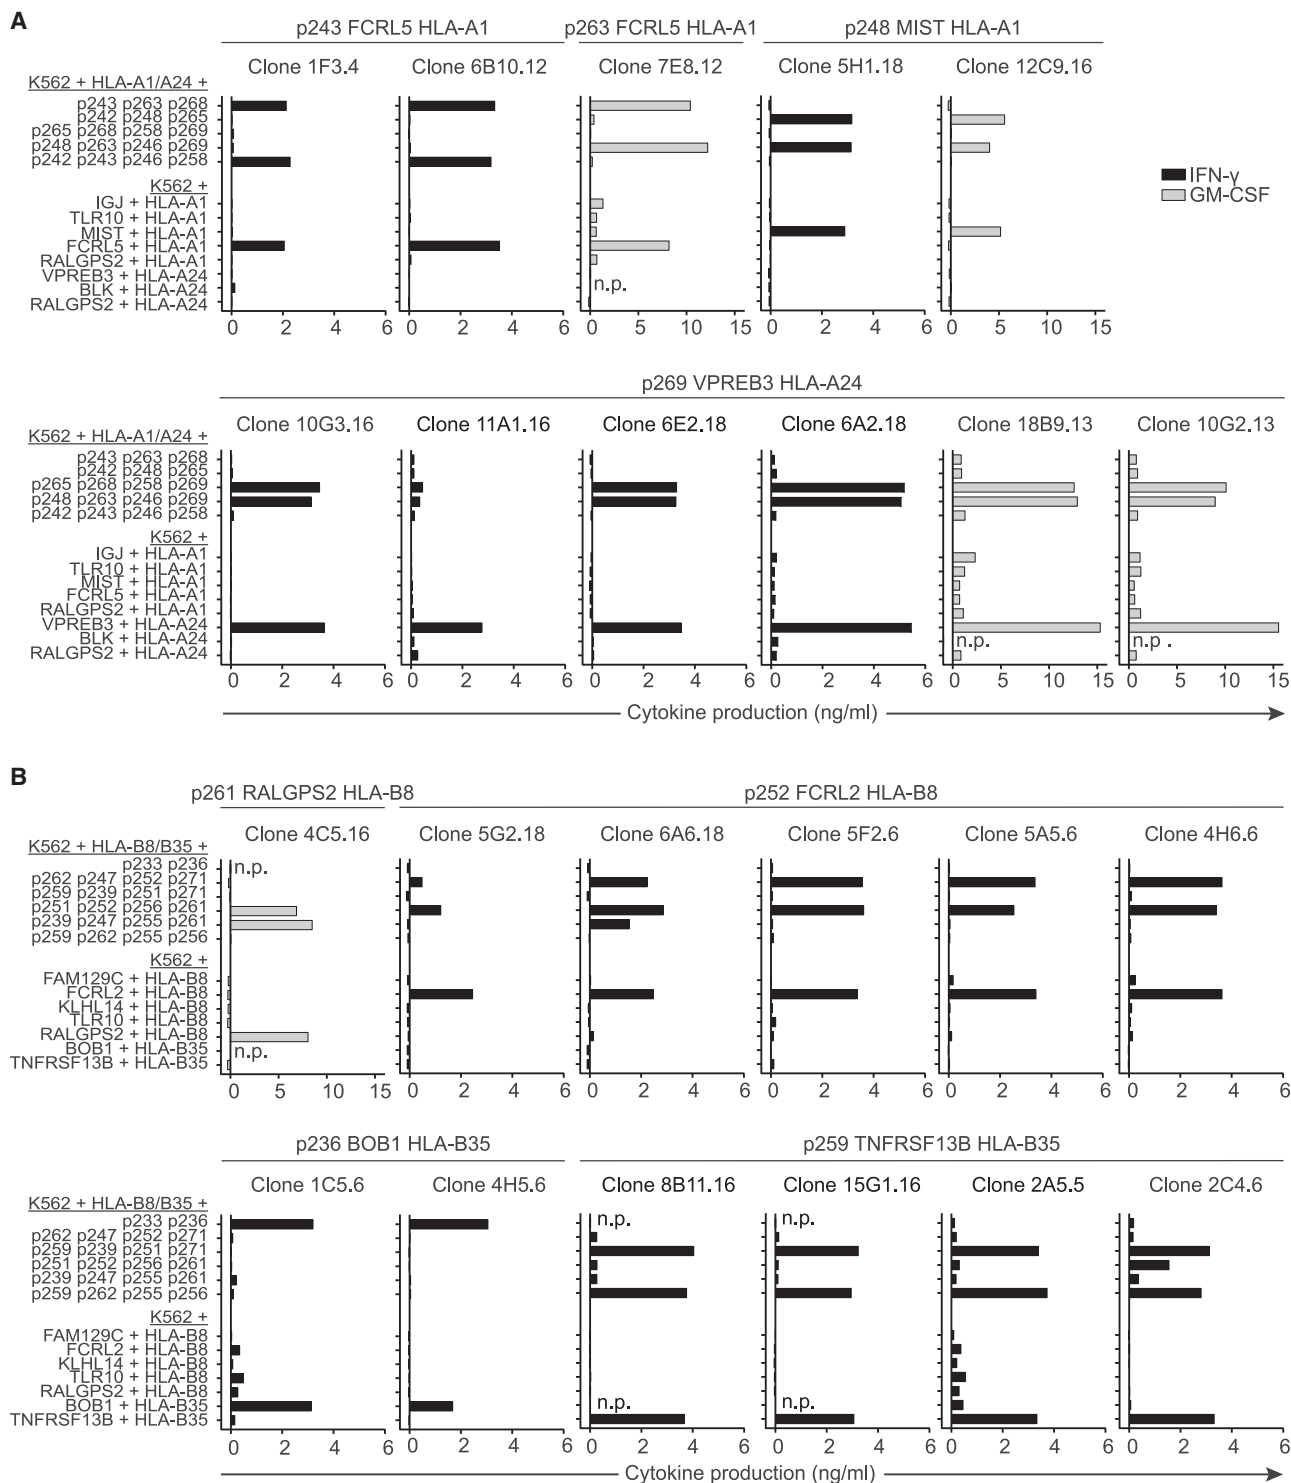 A
p243 FCRL5 HLA-A1 p263 FCRL5 HLA-A1 p248 MIST HLA-A1
Clone 1F3.4 Clone 6B10.12 Clone 7E8.12 Clone 5H1.18 Clone 12C9.16
K562 + HLA-A1/A24 +
p243 p263 p268
p242 p248 p265
p265 p268 p258 p269
p248 p263 p246 p269
p242 p243 p246 p258
IFN-γ
GM-CSF
K562 +
IGJ + HLA-A1
TLR10 + HLA-A1
MIST + HLA-A1
FCRL5 + HLA-A1
RALGPS2 + HLA-A1
VPREB3 + HLA-A24
BLK + HLA-A24 n.p.
RALGPS2 + HLA-A24
0 2 4 6 0 2 4 6 0 5 10 15 0 2 4 6 0 5 10 15
p269 VPREB3 HLA-A24
Clone 10G3.16 Clone 11A1.16 Clone 6E2.18 Clone 6A2.18 Clone 18B9.13 Clone 10G2.13
K562 + HLA-A1/A24 +
p243 p263 p268
p242 p248 p265
p265 p268 p258 p269
p248 p263 p246 p269
p242 p243 p246 p258
K562 +
IGJ + HLA-A1
TLR10 + HLA-A1
MIST + HLA-A1
FCRL5 + HLA-A1
RALGPS2 + HLA-A1
VPREB3 + HLA-A24
BLK + HLA-A24 n.p. n.p .
RALGPS2 + HLA-A24
0 2 4 6 0 2 4 6 0 2 4 6 0 2 4 6 0 5 10 15 0 5 10 15
Cytokine production (ng/ml)
B
p261 RALGPS2 HLA-B8 p252 FCRL2 HLA-B8
Clone 4C5.16 Clone 5G2.18 Clone 6A6.18 Clone 5F2.6 Clone 5A5.6 Clone 4H6.6
K562 + HLA-B8/B35 +
p233 p236 n.p.
p262 p247 p252 p271
p259 p239 p251 p271
p251 p252 p256 p261
p239 p247 p255 p261
p259 p262 p255 p256
K562 +
FAM129C + HLA-B8
FCRL2 + HLA-B8
KLHL14 + HLA-B8
TLR10 + HLA-B8
RALGPS2 + HLA-B8
BOB1 + HLA-B35 n.p.
TNFRSF13B + HLA-B35
0 5 10 15 0 2 4 6 0 2 4 6 0 2 4 6 0 2 4 6 0 2 4 6
p236 BOB1 HLA-B35 p259 TNFRSF13B HLA-B35
Clone 1C5.6 Clone 4H5.6 Clone 8B11.16 Clone 15G1.16 Clone 2A5.5 Clone 2C4.6
K562 + HLA-B8/B35 +
p233 p236 n.p. n.p.
p262 p247 p252 p271
p259 p239 p251 p271
p251 p252 p256 p261
p239 p247 p255 p261
p259 p262 p255 p256
K562 +
FAM129C + HLA-B8
FCRL2 + HLA-B8
KLHL14 + HLA-B8
TLR10 + HLA-B8
RALGPS2 + HLA-B8
BOB1 + HLA-B35 n.p. n.p.
TNFRSF13B + HLA-B35
0 2 4 6 0 2 4 6 0 2 4 6 0 2 4 6 0 2 4 6 0 2 4 6
Cytokine production (ng/ml)